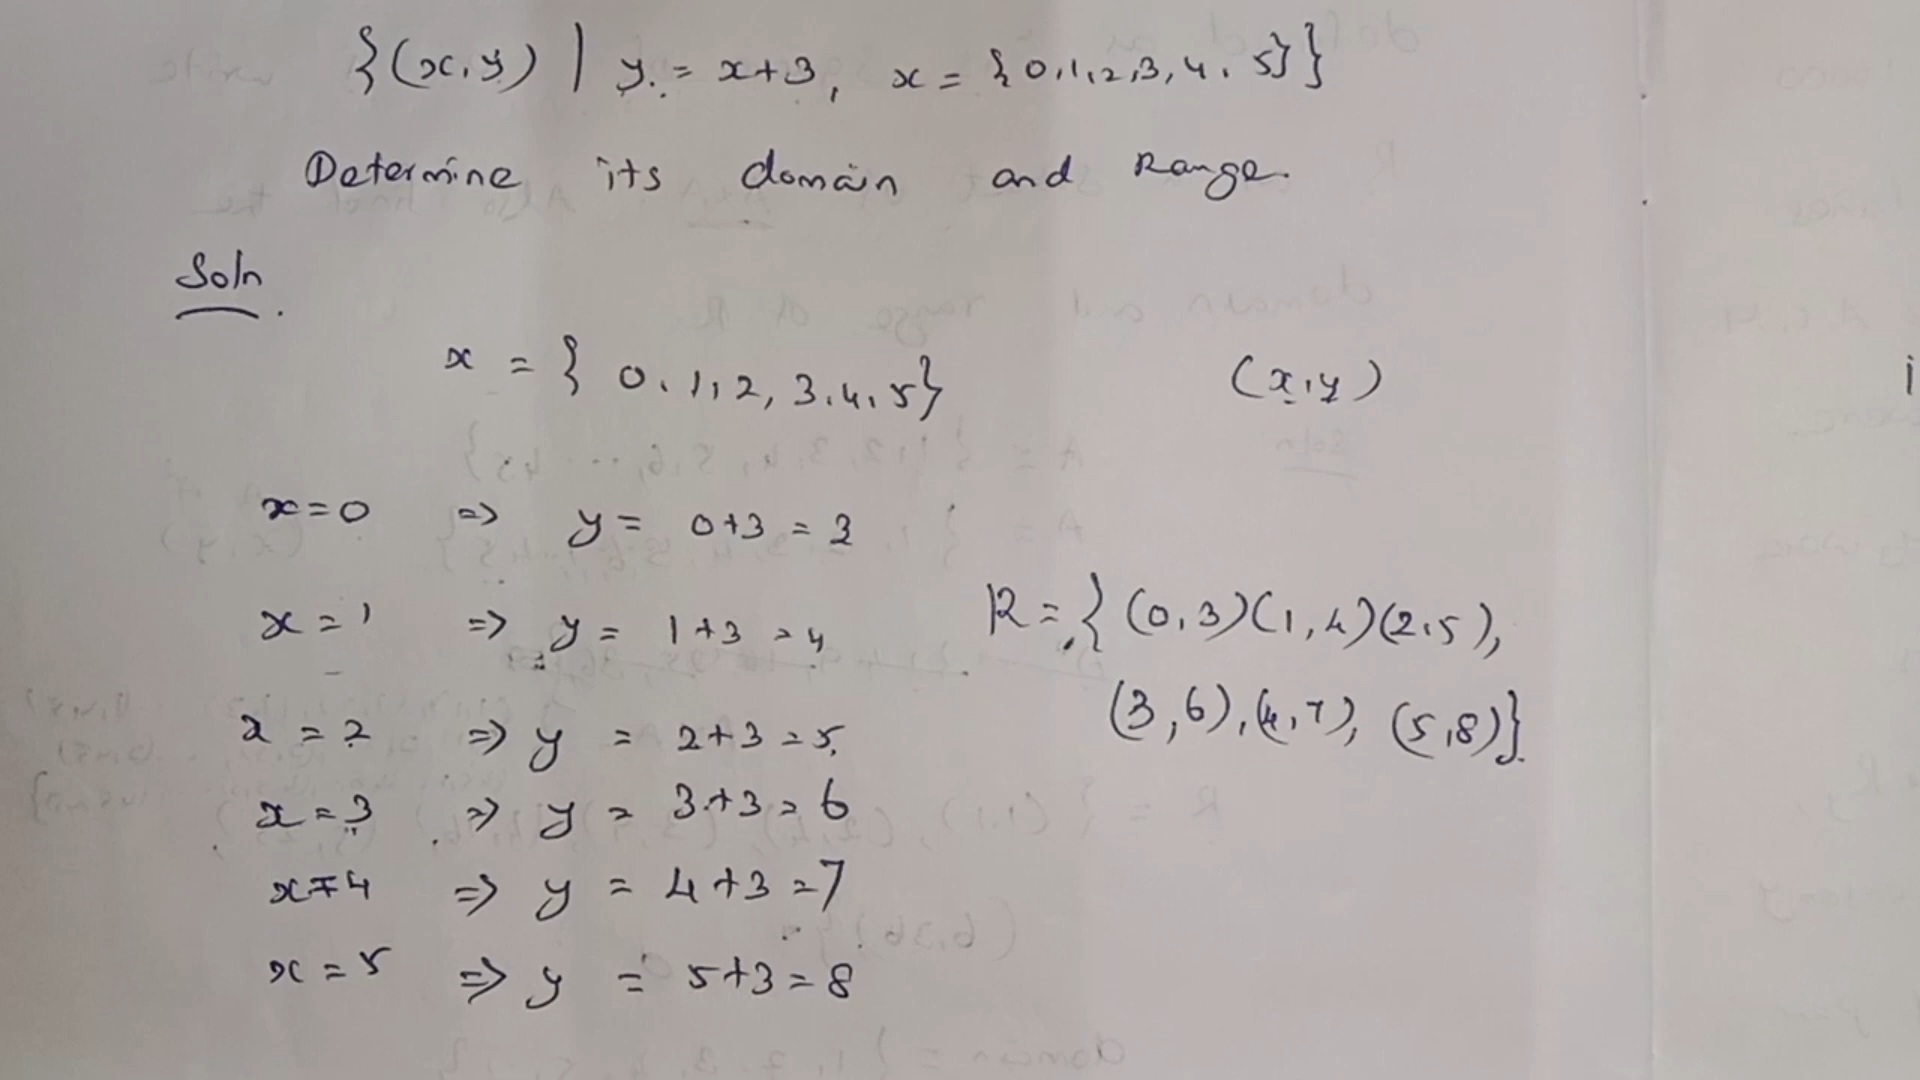 {(x,y) | y = x+3, x = {0,1,2,3,4,5}}
Determine its domain and Range.
Soln.
x = {0,1,2,3,4,5} (x,y)
x=0 => y = 0+3 = 3
x=1 => y = 1+3 = 4
R = {(0,3)(1,4)(2,5),
(3,6),(4,7),(5,8)}.
x=2 => y = 2+3 = 5
x=3 => y = 3+3 = 6
x=4 => y = 4+3 = 7
x=5 => y = 5+3 = 8